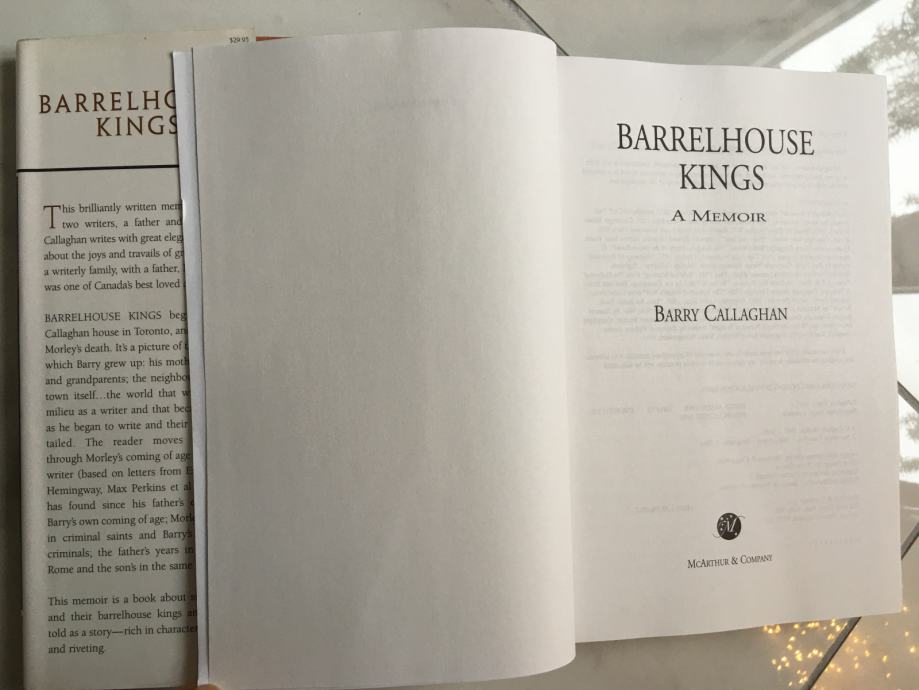 $29.95
BARRELHO
KINGS
This brilliantly written mem
two writers, a father and
Callaghan writes with great eleg
about the joys and travails of gr
a writerly family, with a father,
was one of Canada's best loved
BARRELHOUSE KINGS beg
Callaghan house in Toronto, an
Morley's death. It's a picture of
which Barry grew up: his moth
and grandparents; the neighbo
town itself...the world that w
milieu as a writer and that bec
as he began to write and their
tailed. The reader moves
through Morley's coming of age
writer (based on letters from E
Hemingway, Max Perkins et al
has found since his father's
Barry's own coming of age; Morl
in criminal saints and Barry's
criminals; the father's years in
Rome and the son's in the same
This memoir is a book about
and their barrelhouse kings a
told as a story—rich in characte
and riveting.
BARRELHOUSE
KINGS
A MEMOIR
BARRY CALLAGHAN
M
MCARTHUR & COMPANY